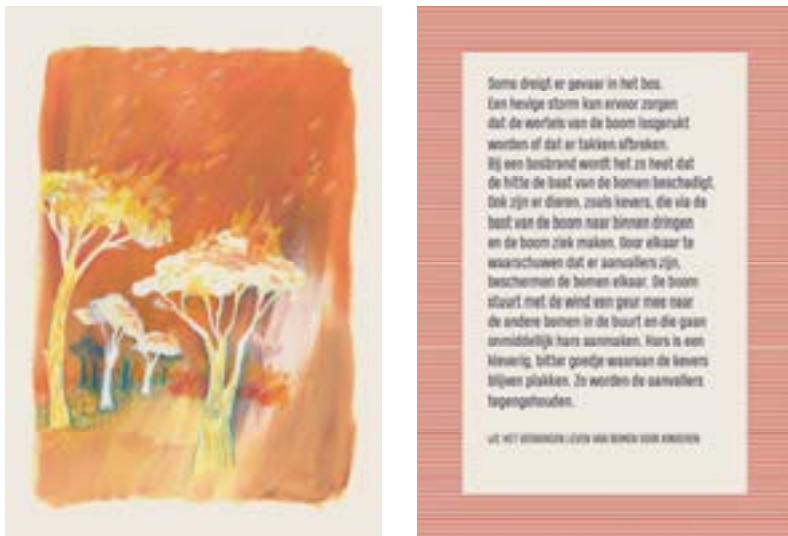 Soms dreigt er gevaar in het bos.
Een hevige storm kan ervoor zorgen
dat de wortels van de boom losgerukt
worden of dat er takken afbreken.
Bij een bosbrand wordt het zo heet dat
de hitte de bast van de bomen beschadigt.
Ook zijn er dieren, zoals kevers, die via de
bast van de boom naar binnen dringen
en de boom ziek maken. Door elkaar te
waarschuwen dat er aanvallers zijn,
beschermen de bomen elkaar. De boom
stuurt met de wind een geur mee naar
de andere bomen in de buurt en die gaan
onmiddellijk hars aanmaken. Hars is een
kleverig, bitter goedje waaraan de kevers
blijven plakken. Zo worden de aanvallers
tegengehouden.
UIT HET VERBORGEN LEVEN VAN BOMEN VOOR KINDEREN